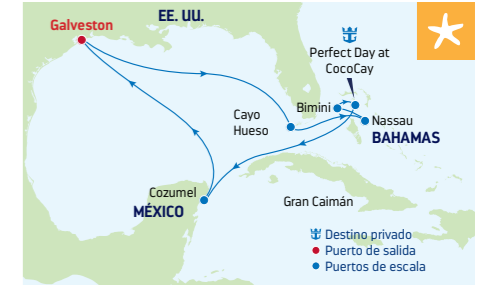 EE. UU.
Galveston
Perfect Day at
CocoCay
Bimini
Cayo
Hueso
Nassau
BAHAMAS
Cozumel
MÉXICO
Gran Caimán
Destino privado
Puerto de salida
Puertos de escala